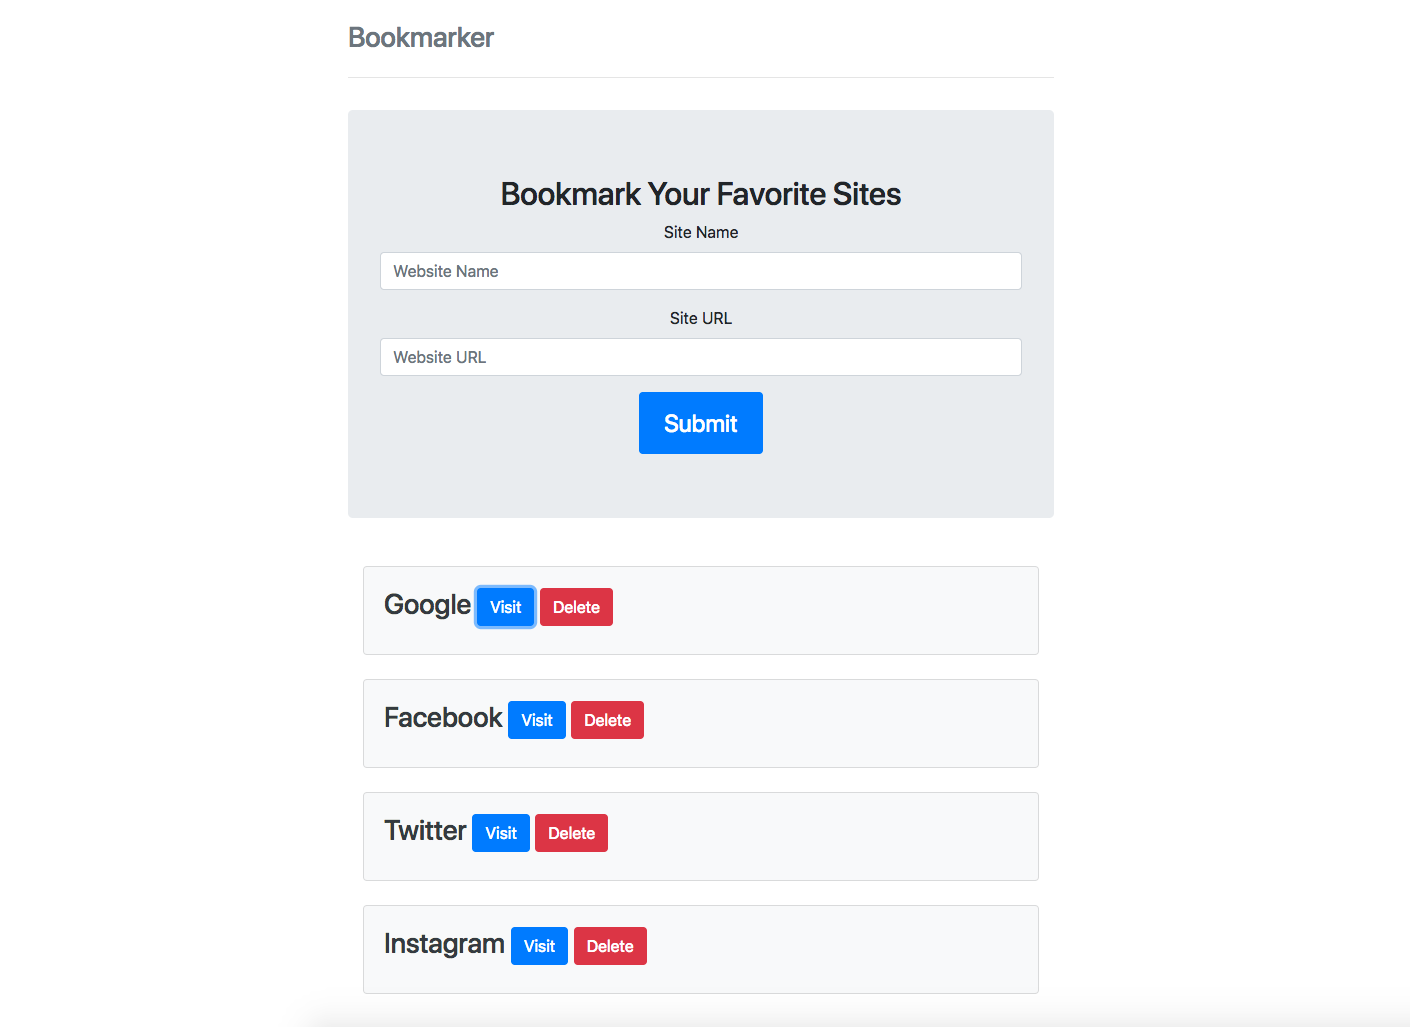 Bookmarker
Bookmark Your Favorite Sites
Site Name
Website Name
Site URL
Website URL
Submit
Google Visit Delete
Facebook Visit Delete
Twitter Visit Delete
Instagram Visit Delete